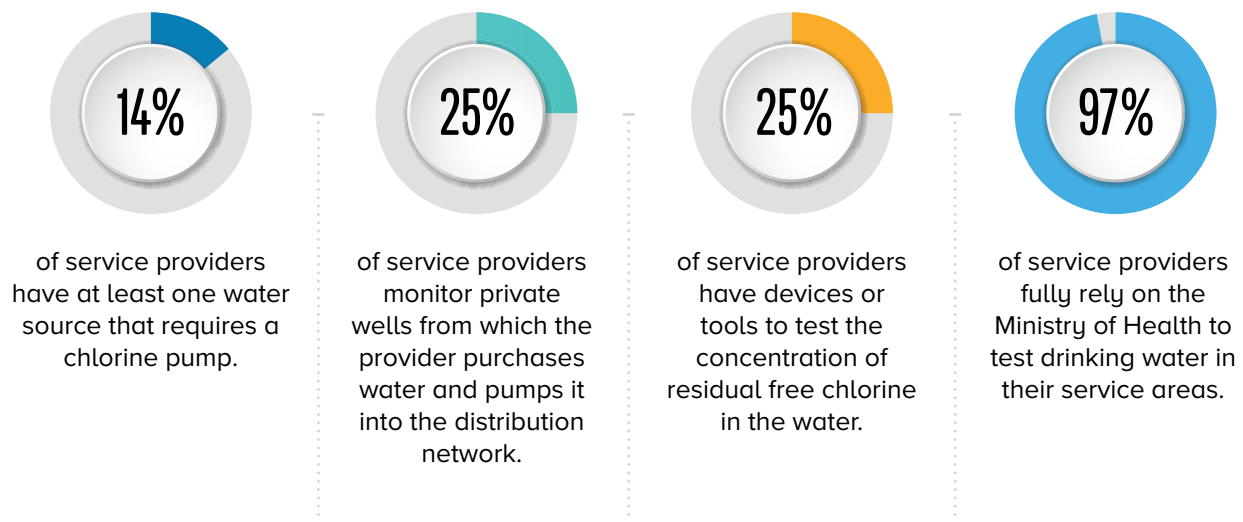 14%
of service providers
have at least one water
source that requires a
chlorine pump.
25%
of service providers
monitor private
wells from which the
provider purchases
water and pumps it
into the distribution
network.
25%
of service providers
have devices or
tools to test the
concentration of
residual free chlorine
in the water.
97%
of service providers
fully rely on the
Ministry of Health to
test drinking water in
their service areas.